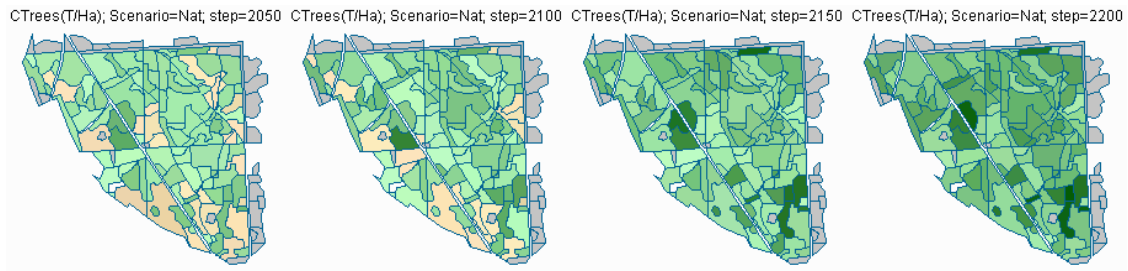 CTrees(T/Ha); Scenario=Nat; step=2050
CTrees(T/Ha); Scenario=Nat; step=2100
CTrees(T/Ha); Scenario=Nat; step=2150
CTrees(T/Ha); Scenario=Nat; step=2200